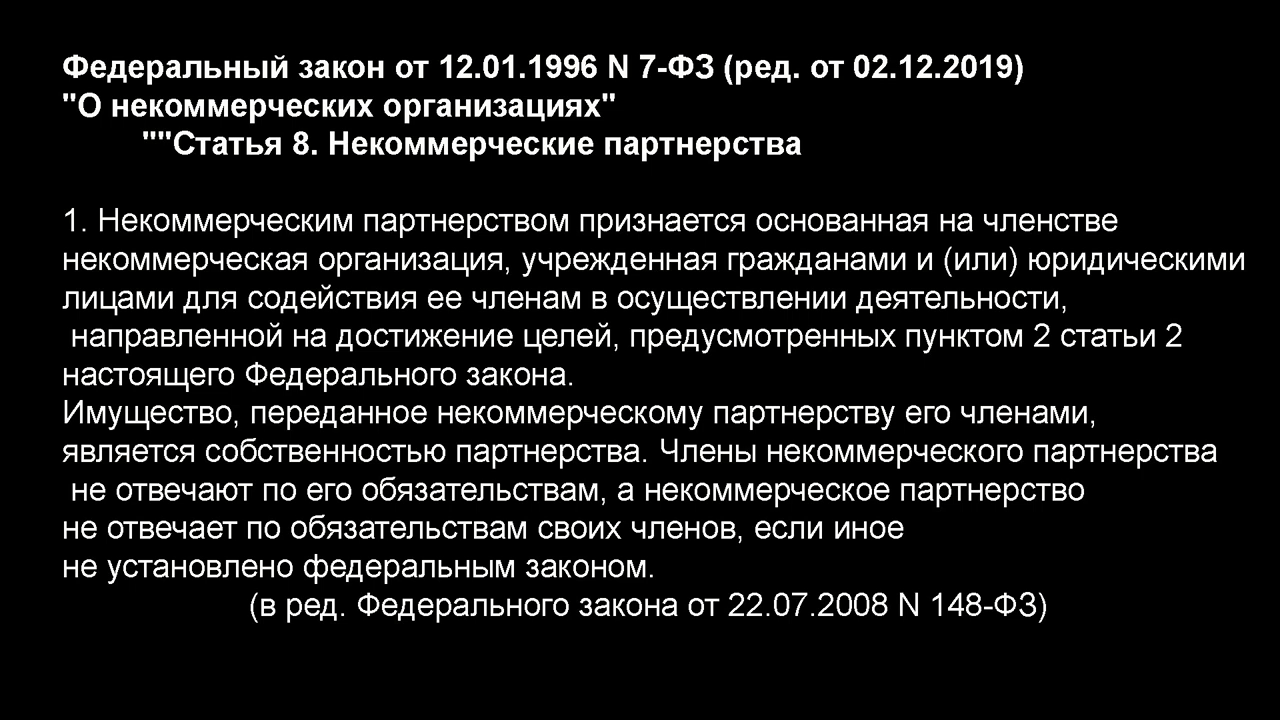 Федеральный закон от 12.01.1996 N 7-ФЗ (ред. от 02.12.2019)
"О некоммерческих организациях"
""Статья 8. Некоммерческие партнерства
1. Некоммерческим партнерством признается основанная на членстве
некоммерческая организация, учрежденная гражданами и (или) юридическими
лицами для содействия ее членам в осуществлении деятельности,
направленной на достижение целей, предусмотренных пунктом 2 статьи 2
настоящего Федерального закона.
Имущество, переданное некоммерческому партнерству его членами,
является собственностью партнерства. Члены некоммерческого партнерства
не отвечают по его обязательствам, а некоммерческое партнерство
не отвечает по обязательствам своих членов, если иное
не установлено федеральным законом.
(в ред. Федерального закона от 22.07.2008 N 148-ФЗ)